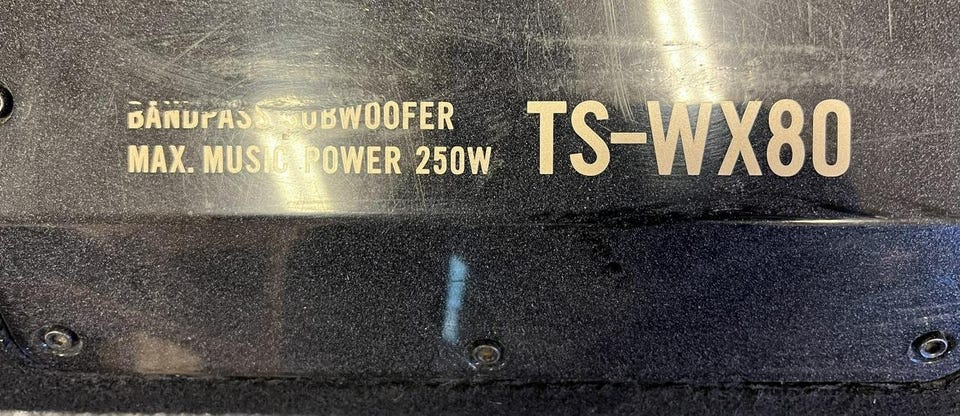 BANDPASS SUBWOOFER
MAX. MUSIC POWER 250W
TS-WX80